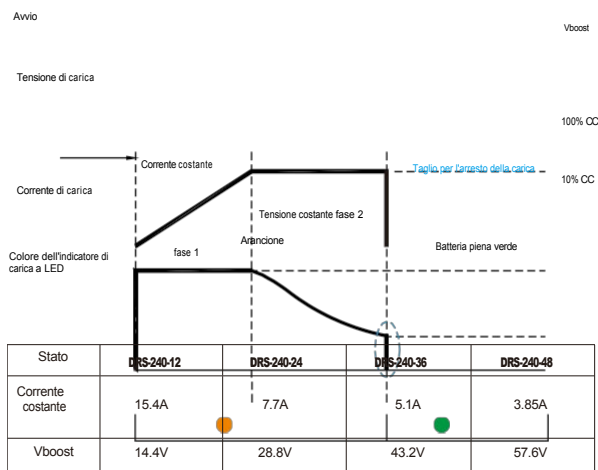 Avvio
Vboost
Tensione di carica
100% CC
Corrente costante
Taglio per l'arresto della carica
10% CC
Corrente di carica
Tensione costante fase 2
Arancione
Batteria piena verde
fase 1
Colore dell'indicatore di
carica a LED
Stato DRS-240-12 DRS-240-24 DRS-240-36 DRS-240-48
Corrente
costante
15.4A 7.7A 5.1A 3.85A
Vboost 14.4V 28.8V 43.2V 57.6V